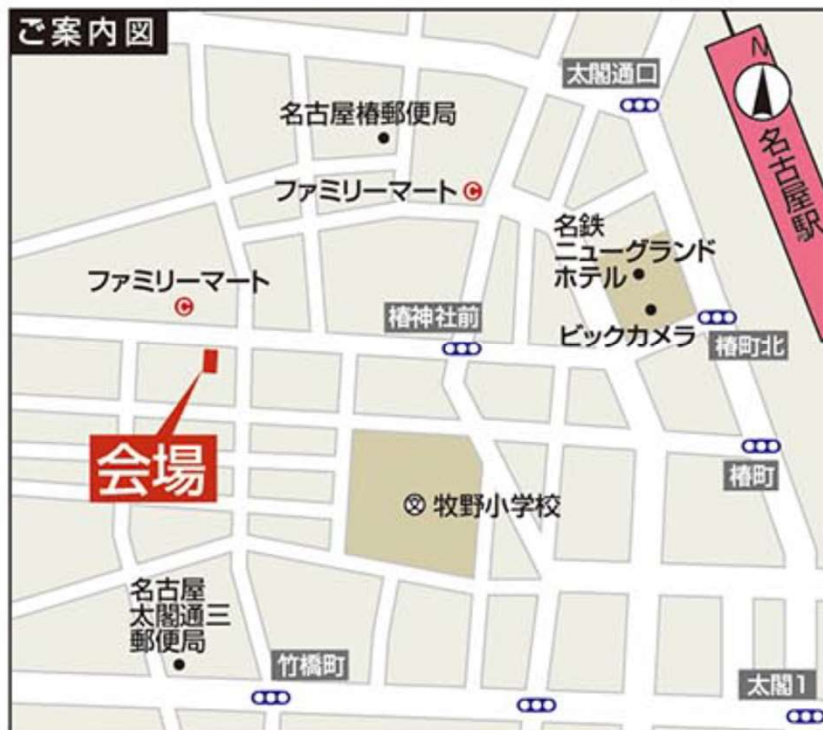 ご案内図
N
太閤通口
名古屋駅
名古屋椿郵便局
ファミリーマート
C
名鉄
ニューグランド
ホテル
ファミリーマート
C
椿神社前
ビックカメラ
椿町北
会場
椿町
文 牧野小学校
名古屋
太閤通三
郵便局
竹橋町
太閤1